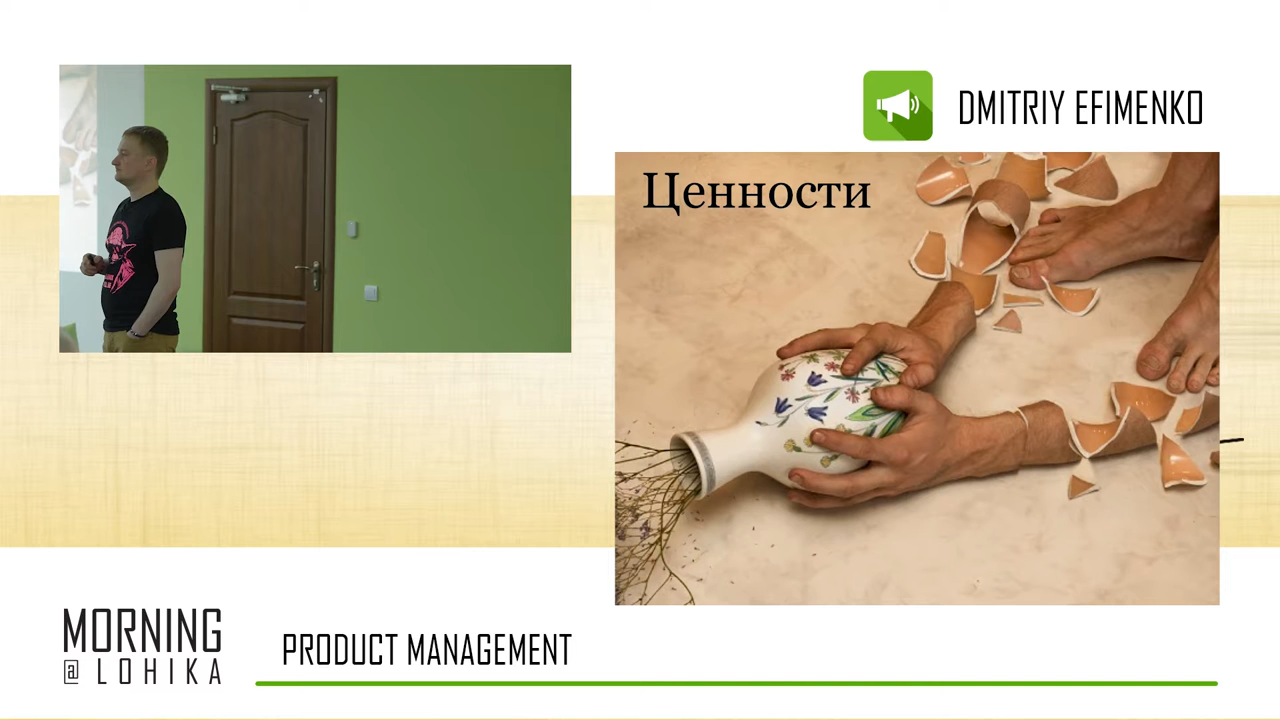 DMITRIY EFIMENKO
Ценности
MORNING
@ LOHIKA
PRODUCT MANAGEMENT